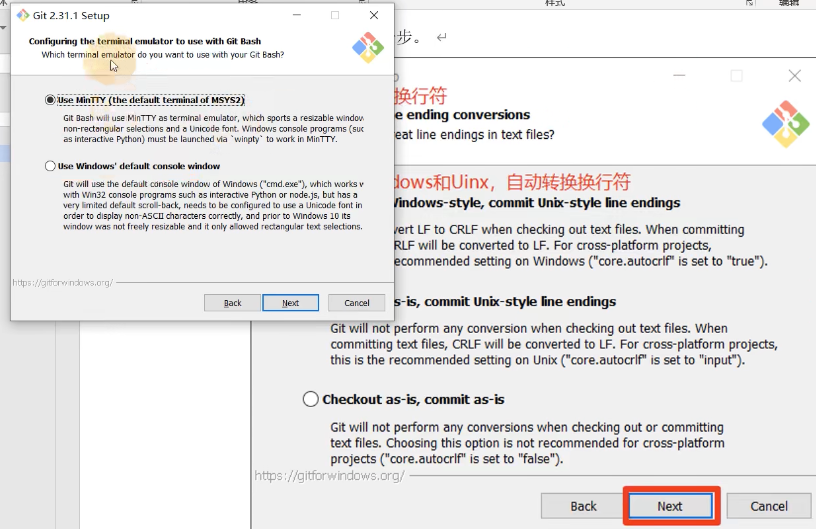 样式
编辑
步。 ↵
Git 2.31.1 Setup
Configuring the terminal emulator to use with Git Bash
Which terminal emulator do you want to use with your Git Bash?
Use MinTTY (the default terminal of MSYS2)
Git Bash will use MinTTY as terminal emulator, which sports a resizable window
non-rectangular selections and a Unicode font. Windows console programs (suc
as interactive Python) must be launched via `winpty` to work in MinTTY.
Use Windows' default console window
Git will use the default console window of Windows ("cmd.exe"), which works w
with Win32 console programs such as interactive Python or node.js, but has a
very limited default scroll-back, needs to be configured to use a Unicode font in
order to display non-ASCII characters correctly, and prior to Windows 10 its
window was not freely resizable and it only allowed rectangular text selections.
https://gitforwindows.org/
Back
Next
Cancel
换行符
e ending conversions
eat line endings in text files?
dows和Uinx，自动转换换行符
Windows-style, commit Unix-style line endings
vert LF to CRLF when checking out text files. When committing
RLF will be converted to LF. For cross-platform projects,
ecommended setting on Windows ("core.autocrlf" is set to "true").
s-is, commit Unix-style line endings
Git will not perform any conversion when checking out text files. When
committing text files, CRLF will be converted to LF. For cross-platform projects,
this is the recommended setting on Unix ("core.autocrlf" is set to "input").
Checkout as-is, commit as-is
Git will not perform any conversions when checking out or committing
text files. Choosing this option is not recommended for cross-platform
projects ("core.autocrlf" is set to "false").
https://gitforwindows.org/
Back
Next
Cancel